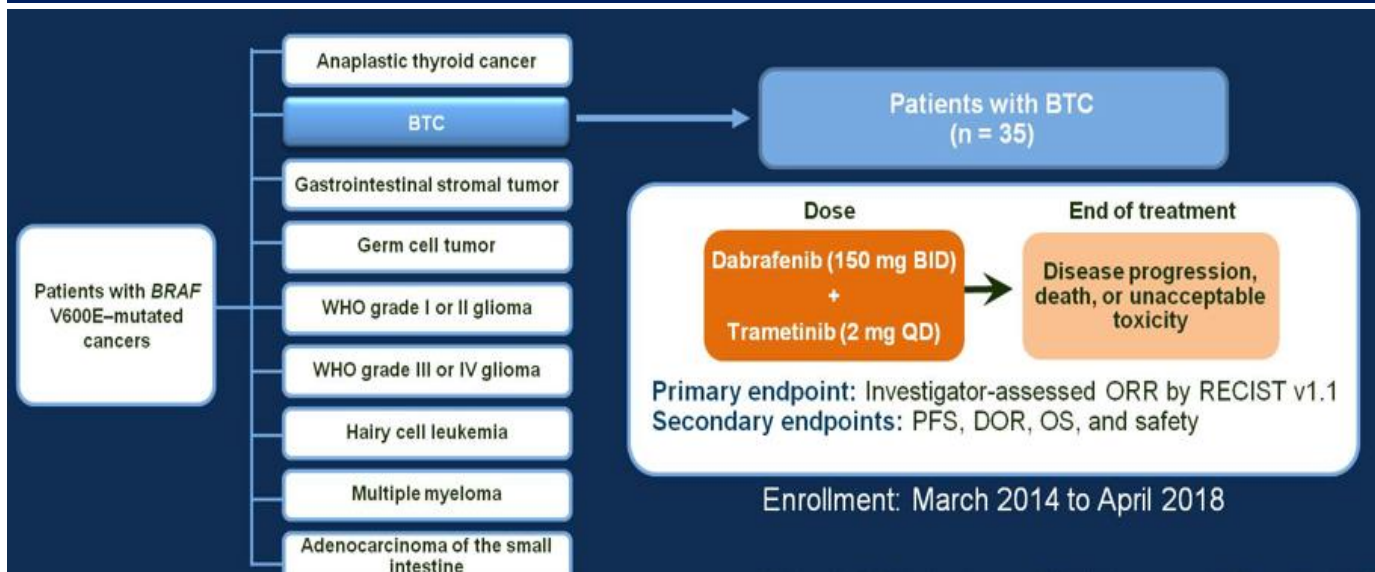 Patients with BRAF
V600E–mutated
cancers
Anaplastic thyroid cancer
BTC
Gastrointestinal stromal tumor
Germ cell tumor
WHO grade I or II glioma
WHO grade III or IV glioma
Hairy cell leukemia
Multiple myeloma
Adenocarcinoma of the small
intestine
Patients with BTC
(n = 35)
Dose
Dabrafenib (150 mg BID)
+
Trametinib (2 mg QD)
End of treatment
Disease progression,
death, or unacceptable
toxicity
Primary endpoint: Investigator-assessed ORR by RECIST v1.1
Secondary endpoints: PFS, DOR, OS, and safety
Enrollment: March 2014 to April 2018